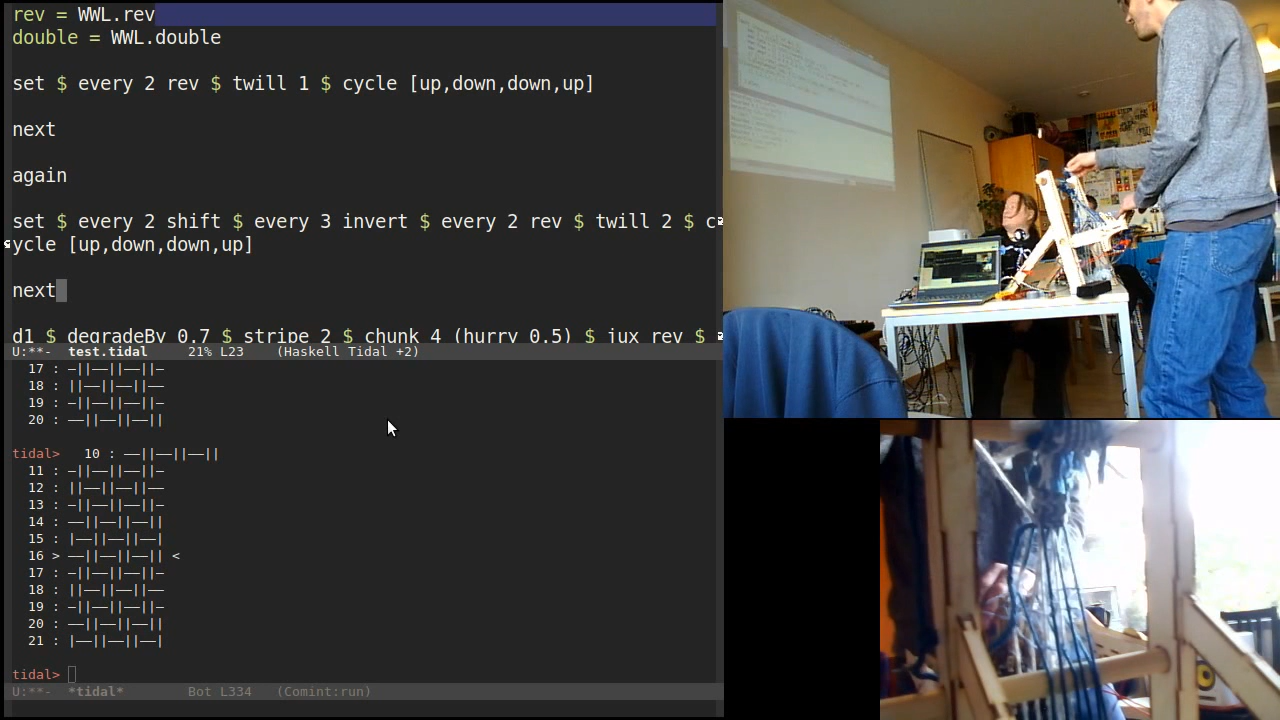 rev = WWL.rev
double = WWL.double
set $ every 2 rev $ twill 1 $ cycle [up,down,down,up]
next
again
set $ every 2 shift $ every 3 invert $ every 2 rev $ twill 2 $ c
ycle [up,down,down,up]
next
d1 $ degradeBy 0.7 $ stripe 2 $ chunk 4 (hurry 0.5) $ jux rev $
U:**-  test.tidal     21% L23    (Haskell Tidal +2)
17 : —||——||——||—
18 : ||——||——||——
19 : —||——||——||—
20 : ——||——||——||
tidal>   10 : ——||——||——||
11 : —||——||——||—
12 : ||——||——||——
13 : —||——||——||—
14 : ——||——||——||
15 : |——||——||——|
16 > ——||——||——|| <
17 : —||——||——||—
18 : ||——||——||——
19 : —||——||——||—
20 : ——||——||——||
21 : |——||——||——|
tidal>
U:**-  *tidal*        Bot L334   (Comint:run)